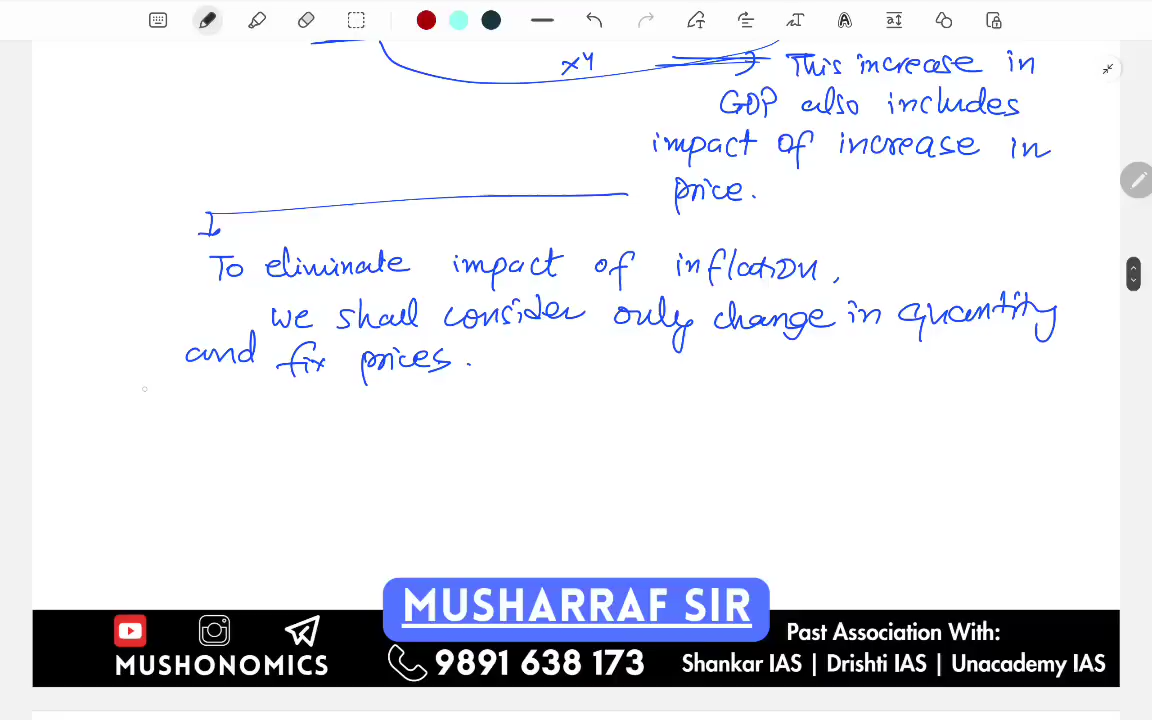 x4
This increase in
GDP also includes
impact of increase in
price.
To eliminate impact of inflation,
we shall consider only change in quantity
and fix prices.
MUSHARRAF SIR
MUSHONOMICS
9891 638 173
Past Association With:
Shankar IAS | Drishti IAS | Unacademy IAS